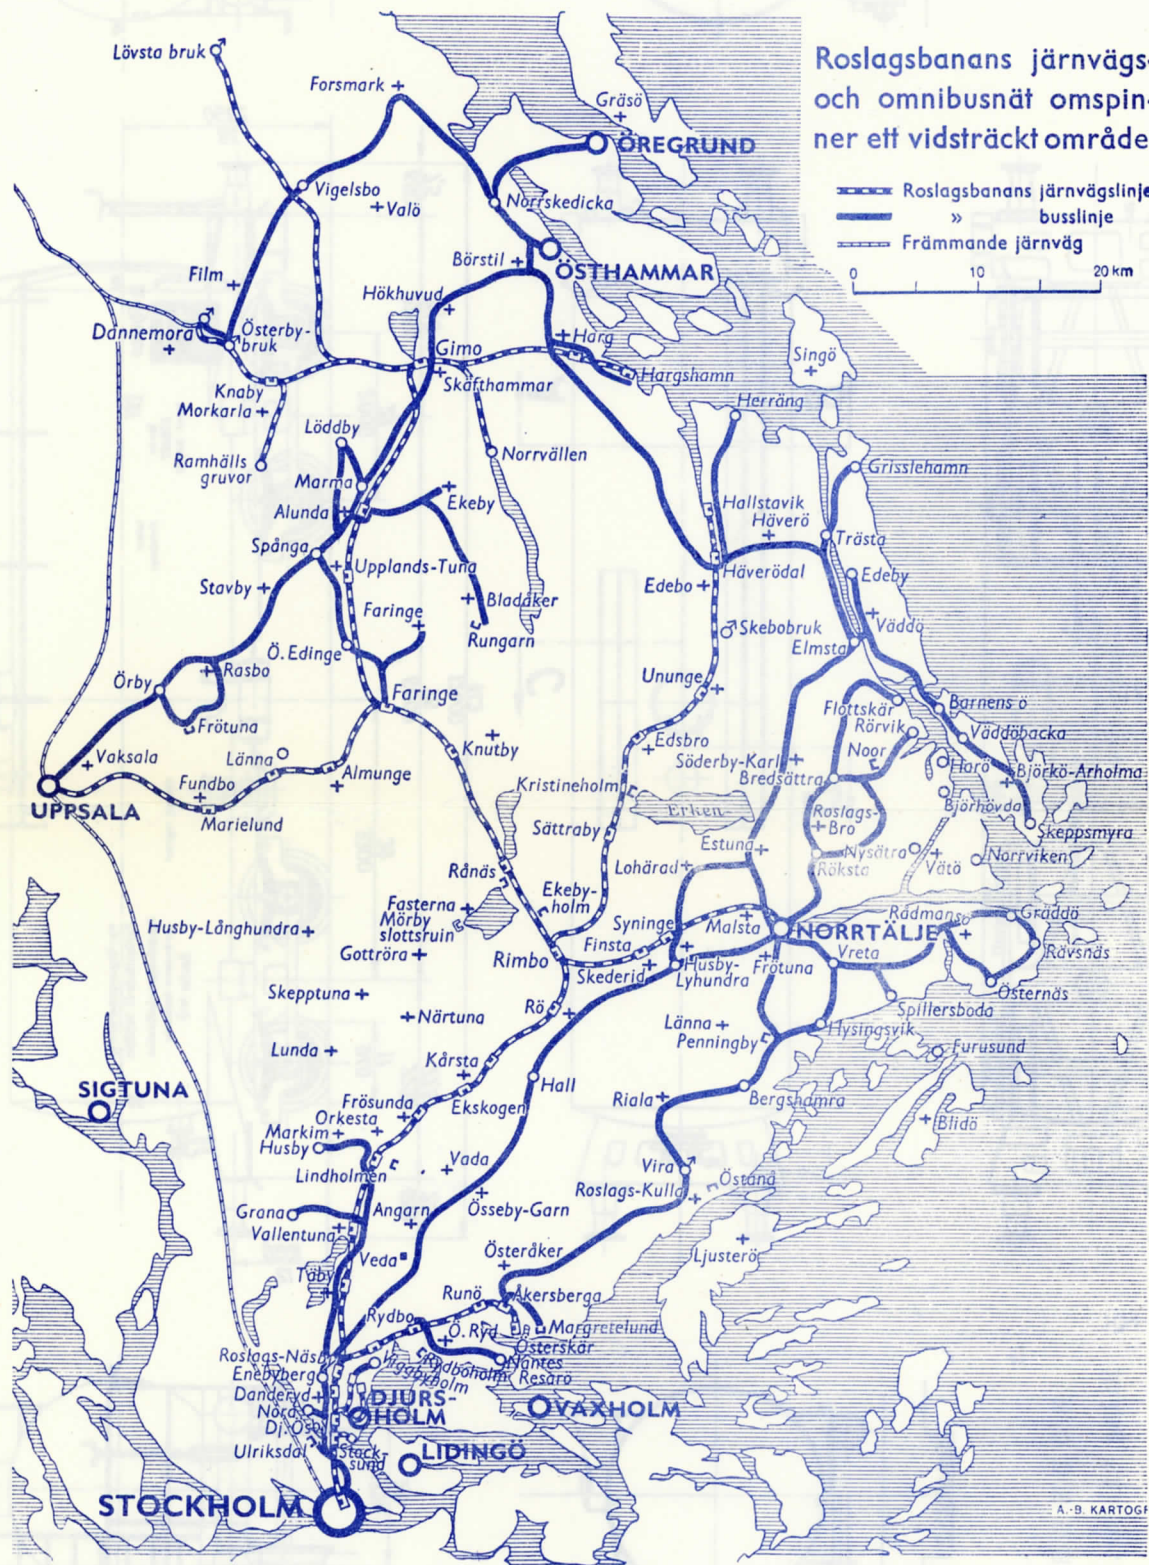 Roslagsbanans järnvägs-
och omnibusnät omspin-
ner ett vidsträckt område
Roslagsbanans järnvägslinje
» busslinje
Främmande järnväg
0 10 20 km
Lövsta bruk
Forsmark
Gräsö
ÖREGRUND
Vigelsbo
Valö
Norrskedicka
Börstil
ÖSTHAMMAR
Film
Hökhuvud
Dannemora
Österby-
bruk
Gimo
Harg
Hargshamn
Singö
Skäfthammar
Knaby
Morkarla
Herräng
Löddby
Ramhälls
gruvor
Norrvällen
Grisslehamn
Marma
Ekeby
Alunda
Hallstavik
Häverö
Trästa
Spånga
Upplands-Tuna
Häverödal
Edeby
Stavby
Edebo
Faringe
Bladåker
Väddö
Rungarn
Skebobruk
Elmsta
Ö. Edinge
Rasbo
Örby
Faringe
Ununge
Flottskär
Barnens ö
Rörvik
Frötuna
Knutby
Edsbro
Väddöbacka
Noor
Länna
Almunge
Söderby-Karl
Bredsättra
Harö
Björkö-Arholma
Vaksala
Fundbo
Kristineholm
Erken
Björhövda
UPPSALA
Marielund
Roslags-
Bro
Skeppsmyra
Sättraby
Estuna
Nysätra
Norrviken
Rånäs
Lohärad
Röksta
Vätö
Ekeby-
holm
Fasterna
Mörby
slottsruin
Husby-Långhundra
Syninge
Malsta
NORRTÄLJE
Rådmansö
Gräddö
Gottröra
Rimbo
Finsta
Skederid
Husby-
Lyhundra
Frötuna
Vreta
Rävsnäs
Östernäs
Skepptuna
Närtuna
Rö
Spillersboda
Länna
Penningby
Hysingsvik
Lunda
Furusund
Kårsta
SIGTUNA
Hall
Ekskogen
Riala
Bergshamra
Frösunda
Orkesta
Markim
Husby
Blidö
Lindholmen
Vada
Vira
Roslags-Kulla
Östanå
Grana
Vallentuna
Angarn
Össeby-Garn
Veda
Österåker
Ljusterö
Täby
Runö
Åkersberga
Rydbo
Ö. Ryd
Margretelund
Österskär
Roslags-Näsby
Rydboholm
Nantes
Resarö
Enebyberg
Viggbyholm
Danderyd
DJURS-
HOLM
VAXHOLM
Nora
Dj. Ösby
Ulriksdal
Stock-
sund
LIDINGÖ
STOCKHOLM